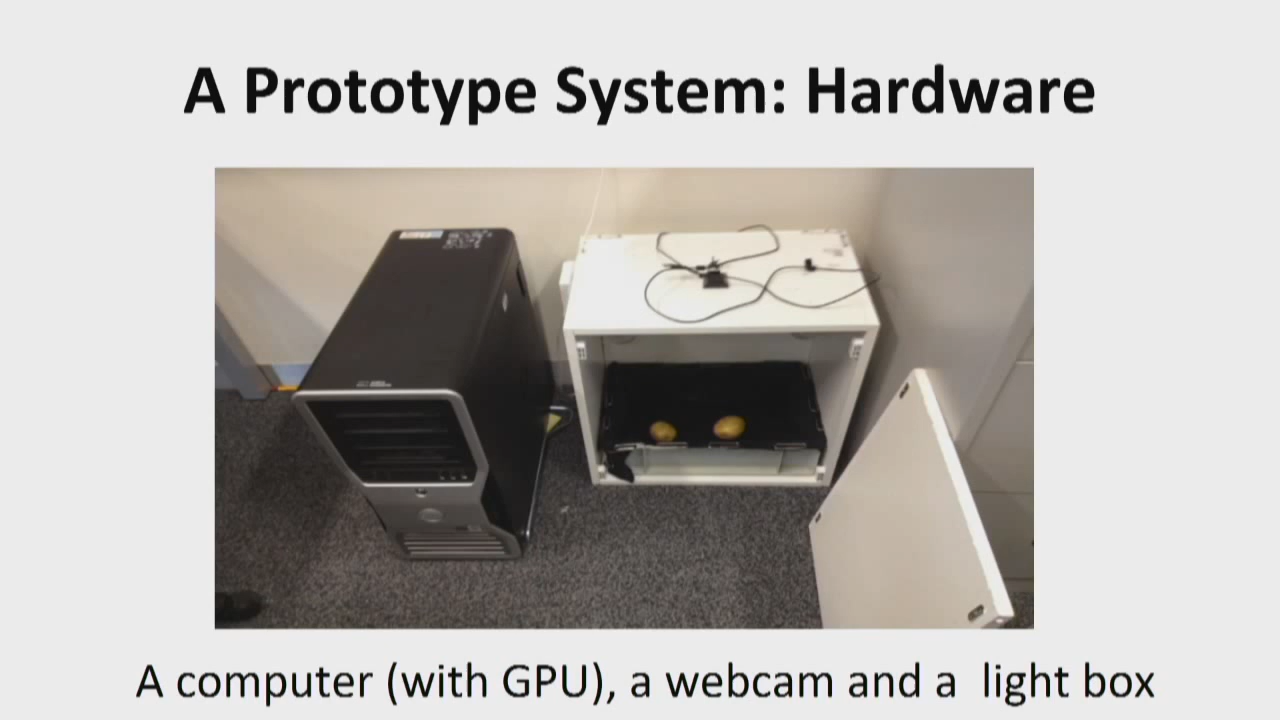 A Prototype System: Hardware
A computer (with GPU), a webcam and a light box